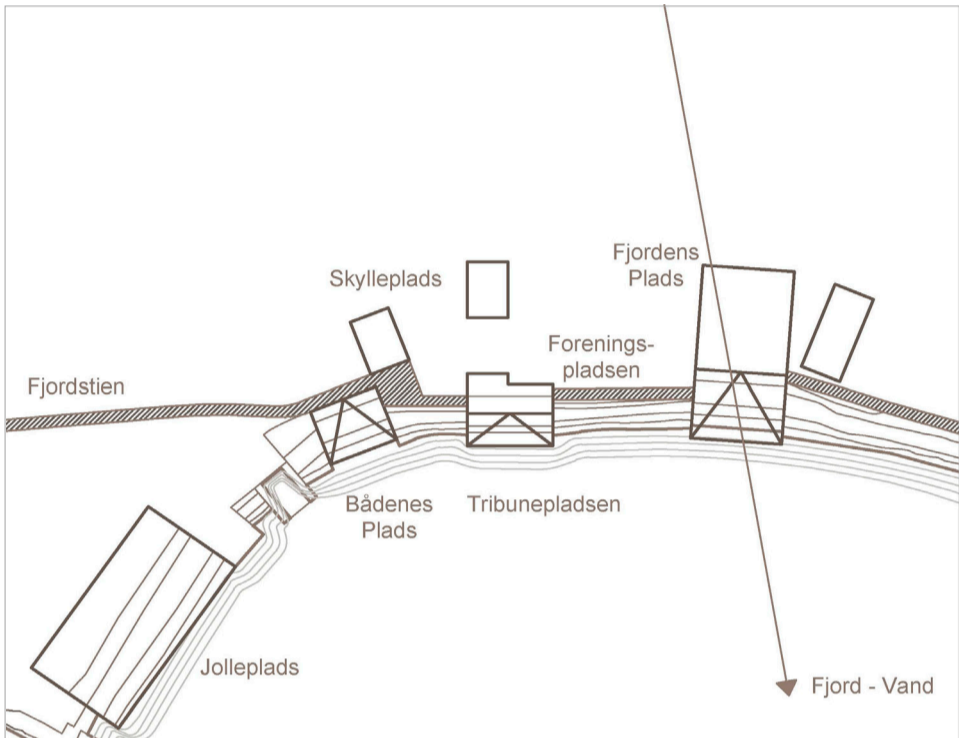 Fjordens
Plads
Skylleplads
Forenings-
pladsen
Fjordstien
Bådenes
Plads
Tribunepladsen
Jolleplads
Fjord - Vand